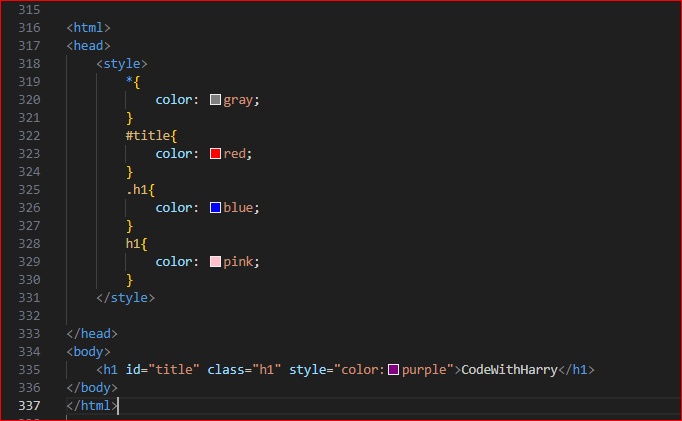 315
316 <html>
317 <head>
318     <style>
319         *{
320             color: gray;
321         }
322         #title{
323             color: red;
324         }
325         .h1{
326             color: blue;
327         }
328         h1{
329             color: pink;
330         }
331     </style>
332
333 </head>
334 <body>
335     <h1 id="title" class="h1" style="color:purple">CodeWithHarry</h1>
336 </body>
337 </html>